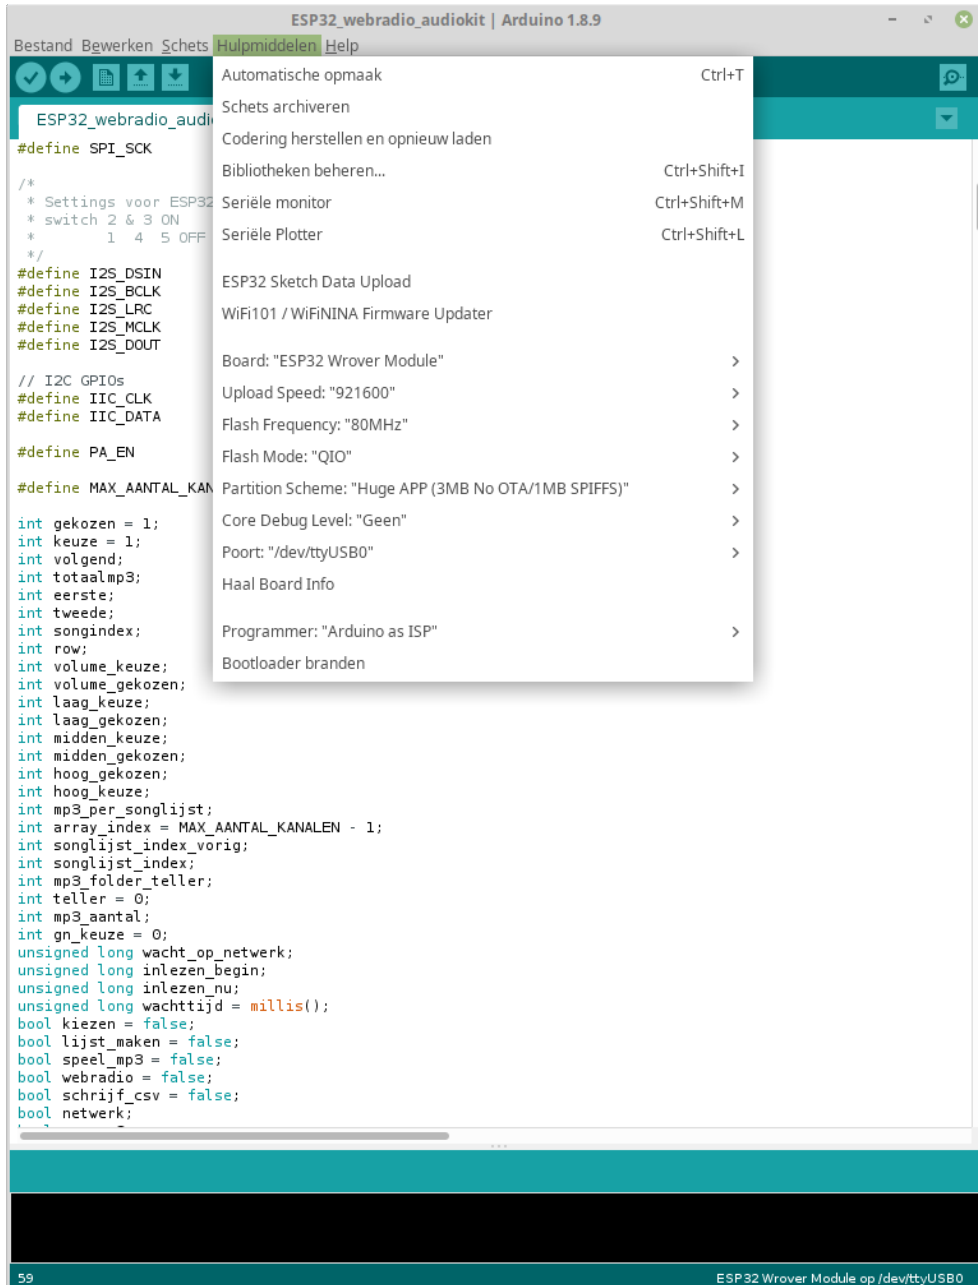 ESP32_webradio_audiokit | Arduino 1.8.9
Bestand Bewerken Schets Hulpmiddelen Help
Automatische opmaak Ctrl+T
Schets archiveren
Codering herstellen en opnieuw laden
Bibliotheken beheren... Ctrl+Shift+I
Seriële monitor Ctrl+Shift+M
Seriële Plotter Ctrl+Shift+L
ESP32 Sketch Data Upload
WiFi101 / WiFiNINA Firmware Updater
Board: "ESP32 Wrover Module"
Upload Speed: "921600"
Flash Frequency: "80MHz"
Flash Mode: "QIO"
Partition Scheme: "Huge APP (3MB No OTA/1MB SPIFFS)"
Core Debug Level: "Geen"
Poort: "/dev/ttyUSB0"
Haal Board Info
Programmer: "Arduino as ISP"
Bootloader branden
ESP32_webradio_audi
#define SPI_SCK
/*
* Settings voor ESP32
* switch 2 & 3 ON
* 1 4 5 OFF
*/
#define I2S_DSIN
#define I2S_BCLK
#define I2S_LRC
#define I2S_MCLK
#define I2S_DOUT
// I2C GPIOs
#define IIC_CLK
#define IIC_DATA
#define PA_EN
#define MAX_AANTAL_KAN
int gekozen = 1;
int keuze = 1;
int volgend;
int totaalmp3;
int eerste;
int tweede;
int songindex;
int row;
int volume_keuze;
int volume_gekozen;
int laag_keuze;
int laag_gekozen;
int midden_keuze;
int midden_gekozen;
int hoog_gekozen;
int hoog_keuze;
int mp3_per_songlijst;
int array_index = MAX_AANTAL_KANALEN - 1;
int songlijst_index_vorig;
int songlijst_index;
int mp3_folder_teller;
int teller = 0;
int mp3_aantal;
int gn_keuze = 0;
unsigned long wacht_op_netwerk;
unsigned long inlezen_begin;
unsigned long inlezen_nu;
unsigned long wachttijd = millis();
bool kiezen = false;
bool lijst_maken = false;
bool speel_mp3 = false;
bool webradio = false;
bool schrijf_csv = false;
bool netwerk;
59 ESP32 Wrover Module op /dev/ttyUSB0